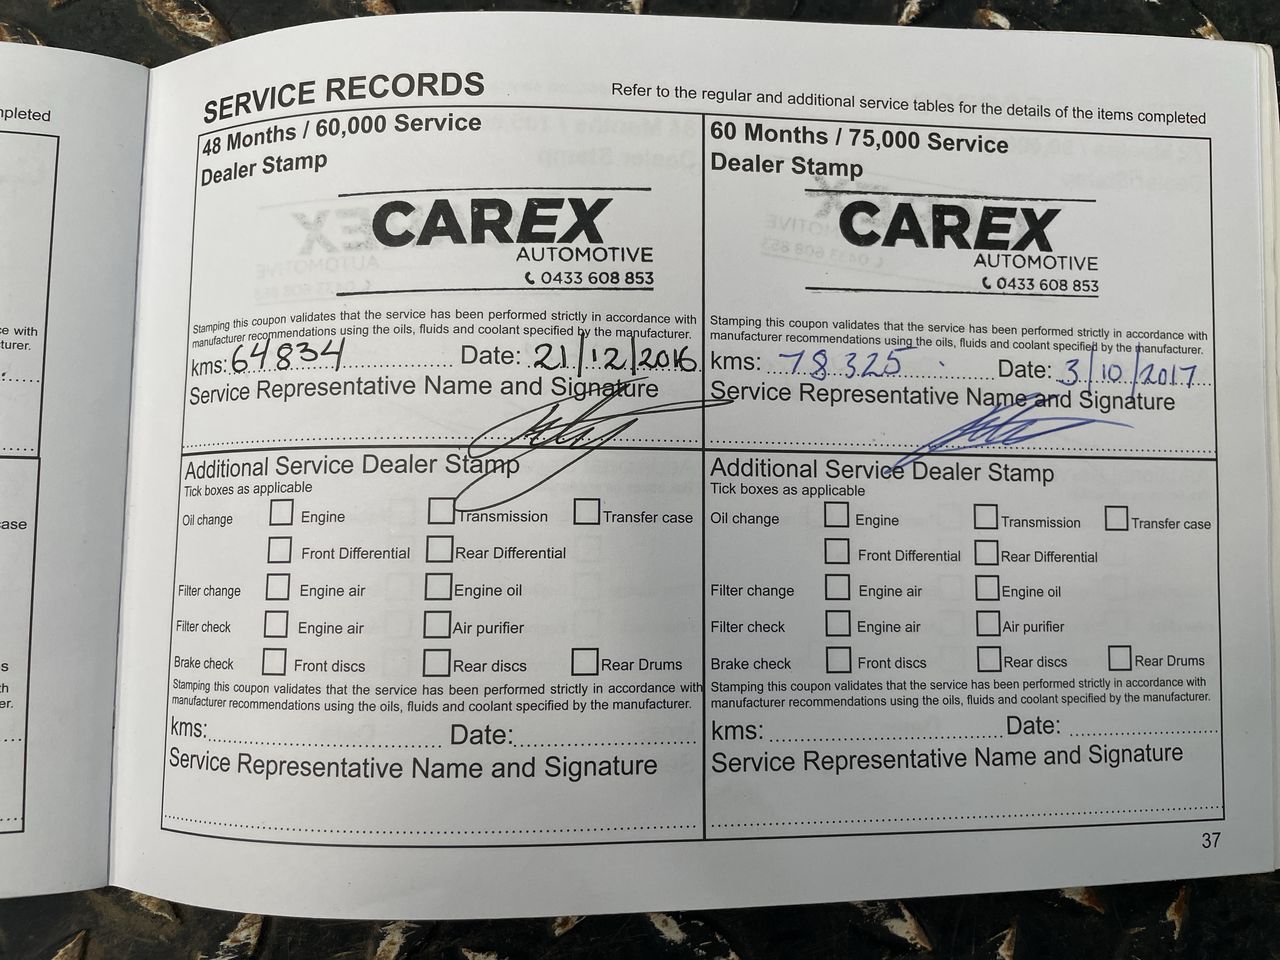 mpleted
e with
turer.
ase
s
h
er.
SERVICE RECORDS
Refer to the regular and additional service tables for the details of the items completed
48 Months / 60,000 Service
Dealer Stamp
CAREX
AUTOMOTIVE
0433 608 853
Stamping this coupon validates that the service has been performed strictly in accordance with
manufacturer recommendations using the oils, fluids and coolant specified by the manufacturer.
kms: 64834 Date: 21/12/2016
Service Representative Name and Signature
Additional Service Dealer Stamp
Tick boxes as applicable
Oil change Engine Transmission Transfer case
Front Differential Rear Differential
Filter change Engine air Engine oil
Filter check Engine air Air purifier
Brake check Front discs Rear discs Rear Drums
Stamping this coupon validates that the service has been performed strictly in accordance with
manufacturer recommendations using the oils, fluids and coolant specified by the manufacturer.
kms: Date:
Service Representative Name and Signature
60 Months / 75,000 Service
Dealer Stamp
CAREX
AUTOMOTIVE
0433 608 853
Stamping this coupon validates that the service has been performed strictly in accordance with
manufacturer recommendations using the oils, fluids and coolant specified by the manufacturer.
kms: 78325 Date: 3/10/2017
Service Representative Name and Signature
Additional Service Dealer Stamp
Tick boxes as applicable
Oil change Engine Transmission Transfer case
Front Differential Rear Differential
Filter change Engine air Engine oil
Filter check Engine air Air purifier
Brake check Front discs Rear discs Rear Drums
Stamping this coupon validates that the service has been performed strictly in accordance with
manufacturer recommendations using the oils, fluids and coolant specified by the manufacturer.
kms: Date:
Service Representative Name and Signature
37